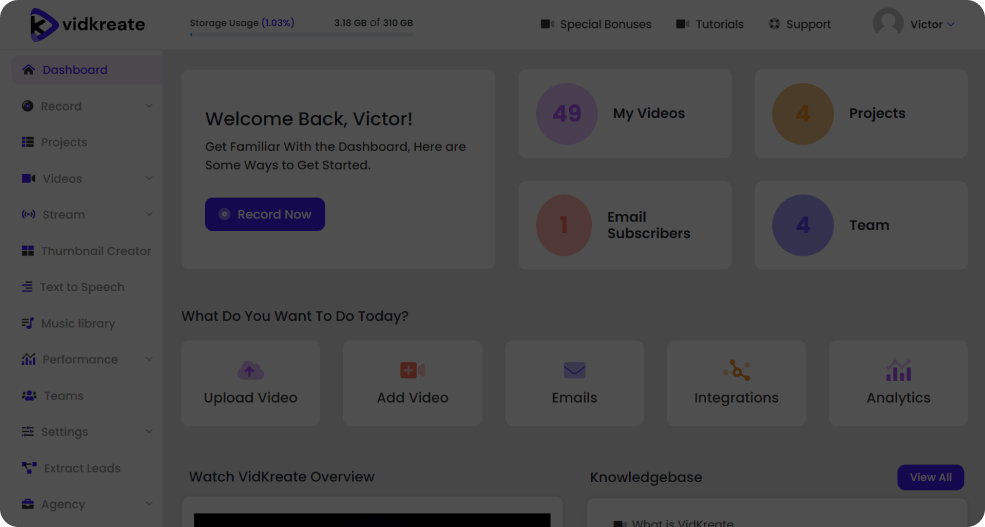 vidkreate
Storage Usage (1.03%) 3.18 GB of 310 GB
Special Bonuses
Tutorials
Support
Victor
Dashboard
Record
Projects
Videos
Stream
Thumbnail Creator
Text to Speech
Music library
Performance
Teams
Settings
Extract Leads
Agency
Welcome Back, Victor!
Get Familiar With the Dashboard, Here are
Some Ways to Get Started.
Record Now
49 My Videos
4 Projects
1 Email
Subscribers
4 Team
What Do You Want To Do Today?
Upload Video
Add Video
Emails
Integrations
Analytics
Watch VidKreate Overview
Knowledgebase
View All
What is VidKreate